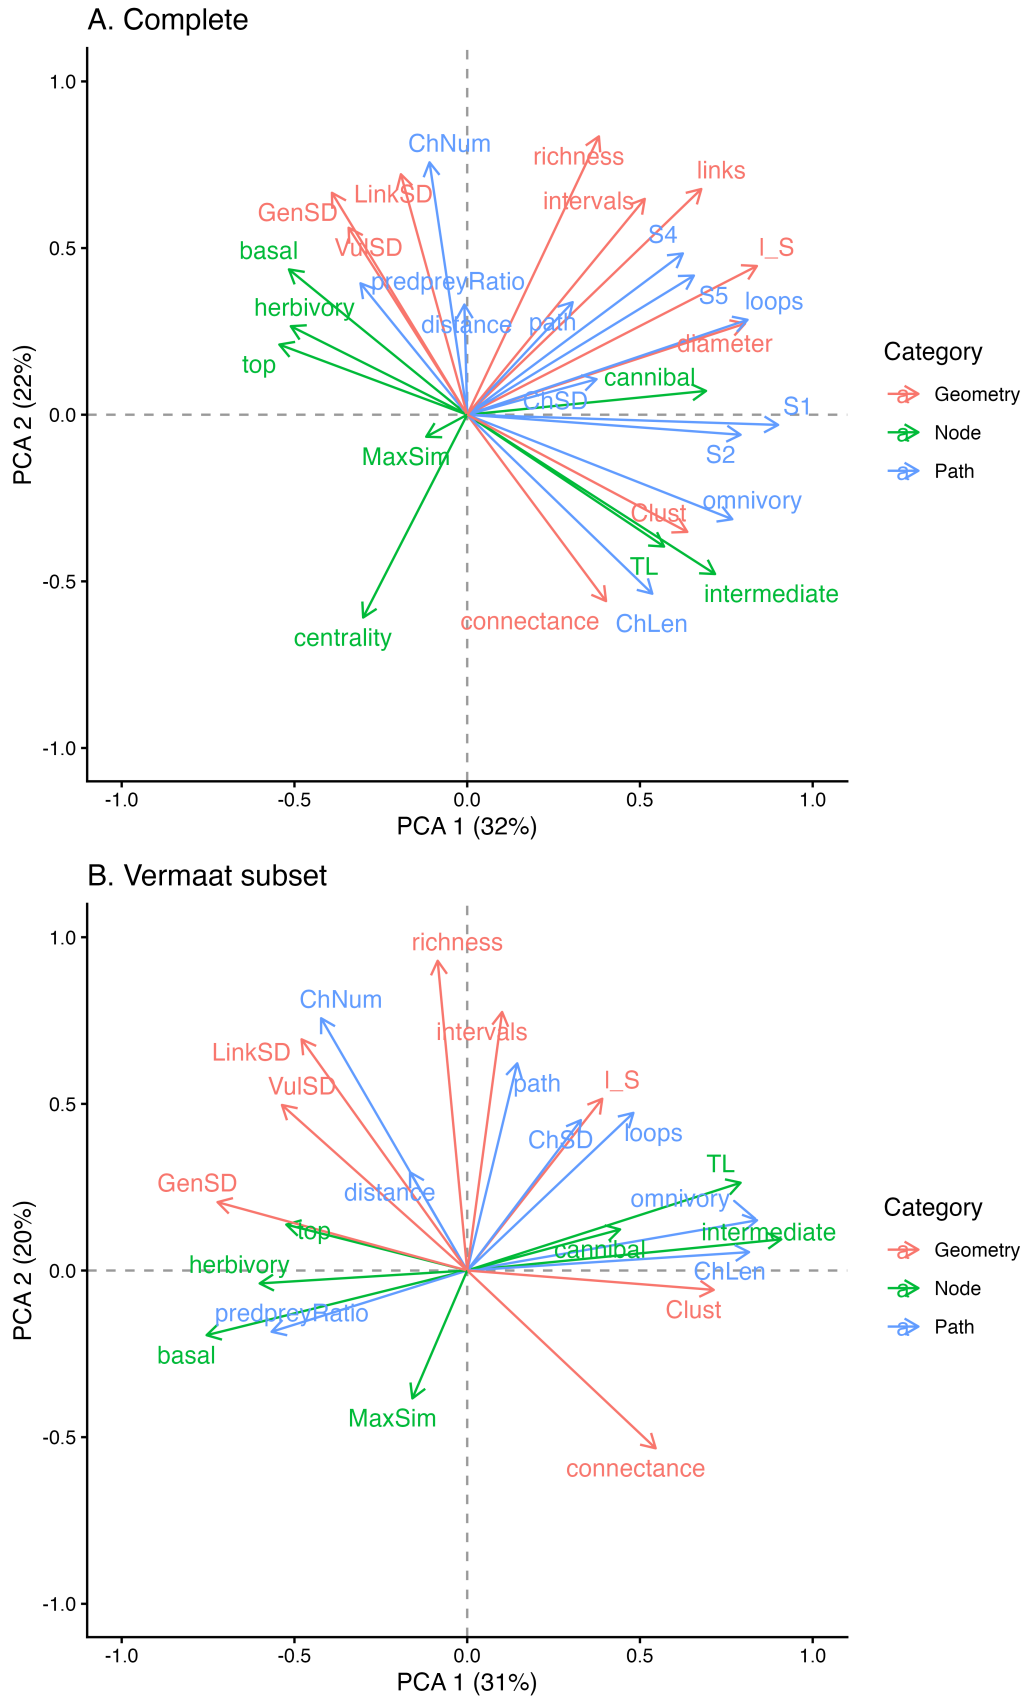 A. Complete
1.0
ChNum
richness
links
LinkSD
intervals
GenSD
S4
basal
VulSD
I_S
0.5
predpreyRatio
S5
herbivory
distance
path
loops
top
diameter
Category
cannibal
a Geometry
ChSD
S1
0.0
a Node
MaxSim
S2
a Path
omnivory
Clust
TL
-0.5
intermediate
connectance
ChLen
centrality
-1.0
PCA 2 (22%)
-1.0 -0.5 0.0 0.5 1.0
PCA 1 (32%)
B. Vermaat subset
1.0
richness
ChNum
intervals
LinkSD
VulSD
path
I_S
0.5
ChSD
loops
TL
GenSD
distance
omnivory
Category
top
intermediate
cannibal
a Geometry
herbivory
0.0
ChLen
a Node
predpreyRatio
Clust
a Path
basal
MaxSim
-0.5
connectance
-1.0
PCA 2 (20%)
-1.0 -0.5 0.0 0.5 1.0
PCA 1 (31%)